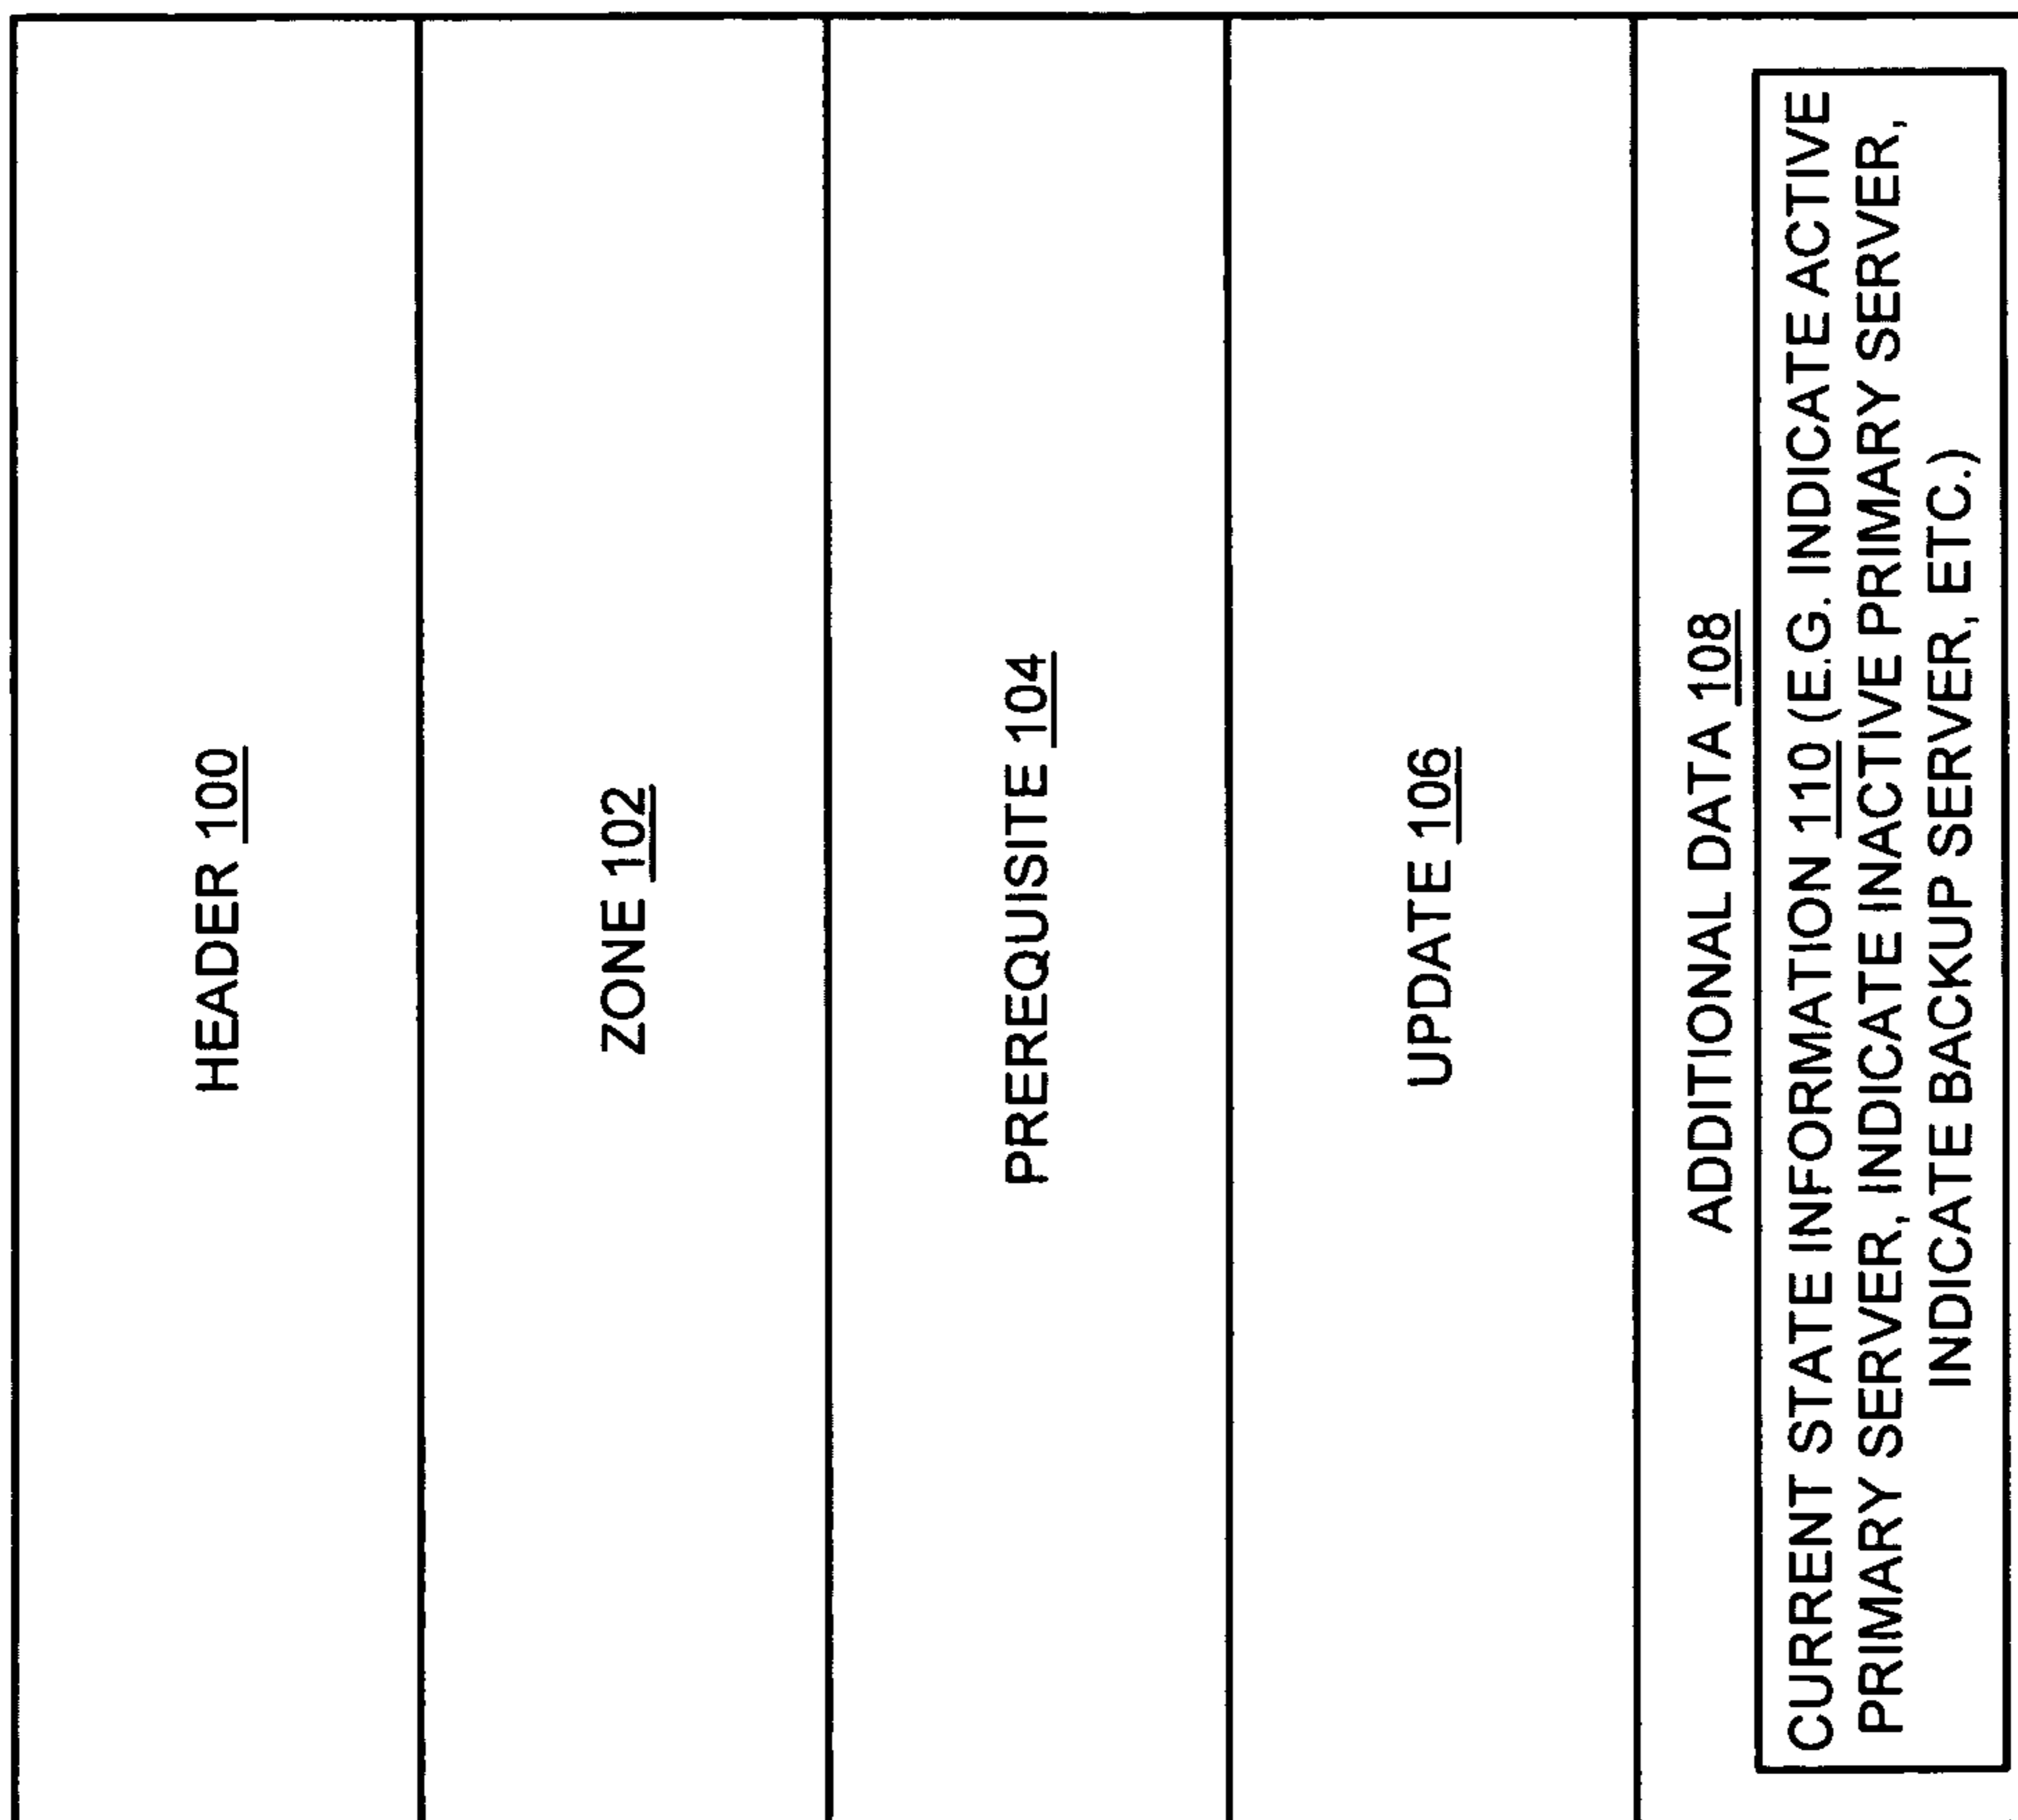 HEADER 100
ZONE 102
PREREQUISITE 104
UPDATE 106
ADDITIONAL DATA 108
CURRENT STATE INFORMATION 110 (E.G. INDICATE ACTIVE
PRIMARY SERVER, INDICATE INACTIVE PRIMARY SERVER,
INDICATE BACKUP SERVER, ETC.)